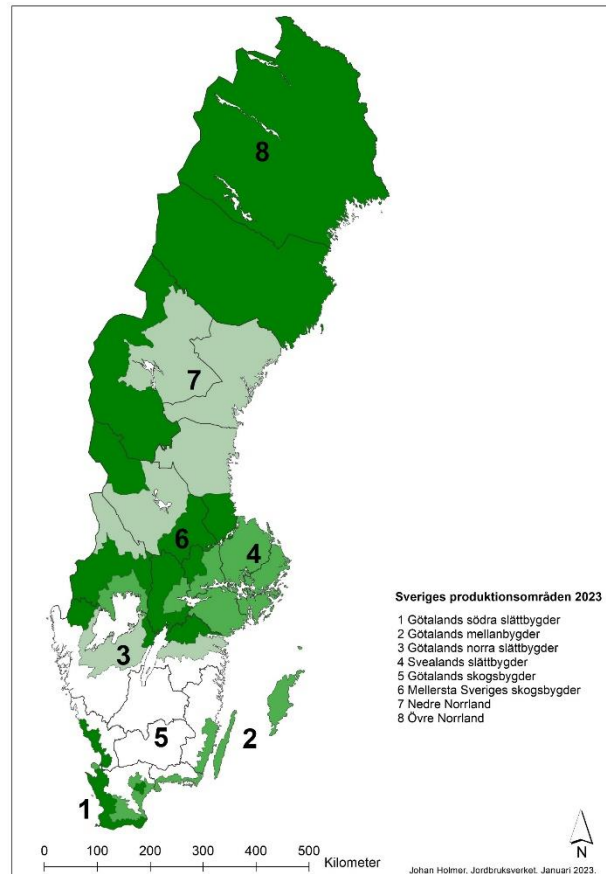 8
7
6
4
Sveriges produktionsområden 2023
1 Götalands södra slättbygder
2 Götalands mellanbygder
3 Götalands norra slättbygder
4 Svealands slättbygder
5 Götalands skogsbygder
6 Mellersta Sveriges skogsbygder
7 Nedre Norrland
8 Övre Norrland
3
5
2
1
0 100 200 300 400 500
Kilometer
N
Johan Holmer. Jordbruksverket. Januari 2023.